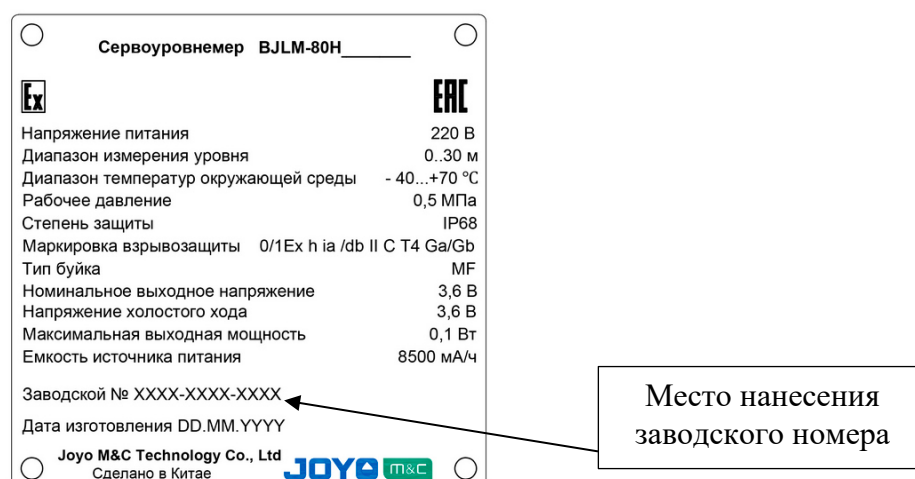 Сервоуровнемер BJLM-80H_______
Ex EAC
Напряжение питания 220 В
Диапазон измерения уровня 0..30 м
Диапазон температур окружающей среды - 40...+70 °C
Рабочее давление 0,5 МПа
Степень защиты IP68
Маркировка взрывозащиты 0/1Ex h ia /db II C T4 Ga/Gb
Тип буйка MF
Номинальное выходное напряжение 3,6 В
Напряжение холостого хода 3,6 В
Максимальная выходная мощность 0,1 Вт
Емкость источника питания 8500 мА/ч
Заводской № XXXX-XXXX-XXXX
Дата изготовления DD.MM.YYYY
Joyo M&C Technology Co., Ltd
Сделано в Китае
JOYO M&C
Место нанесения
заводского номера